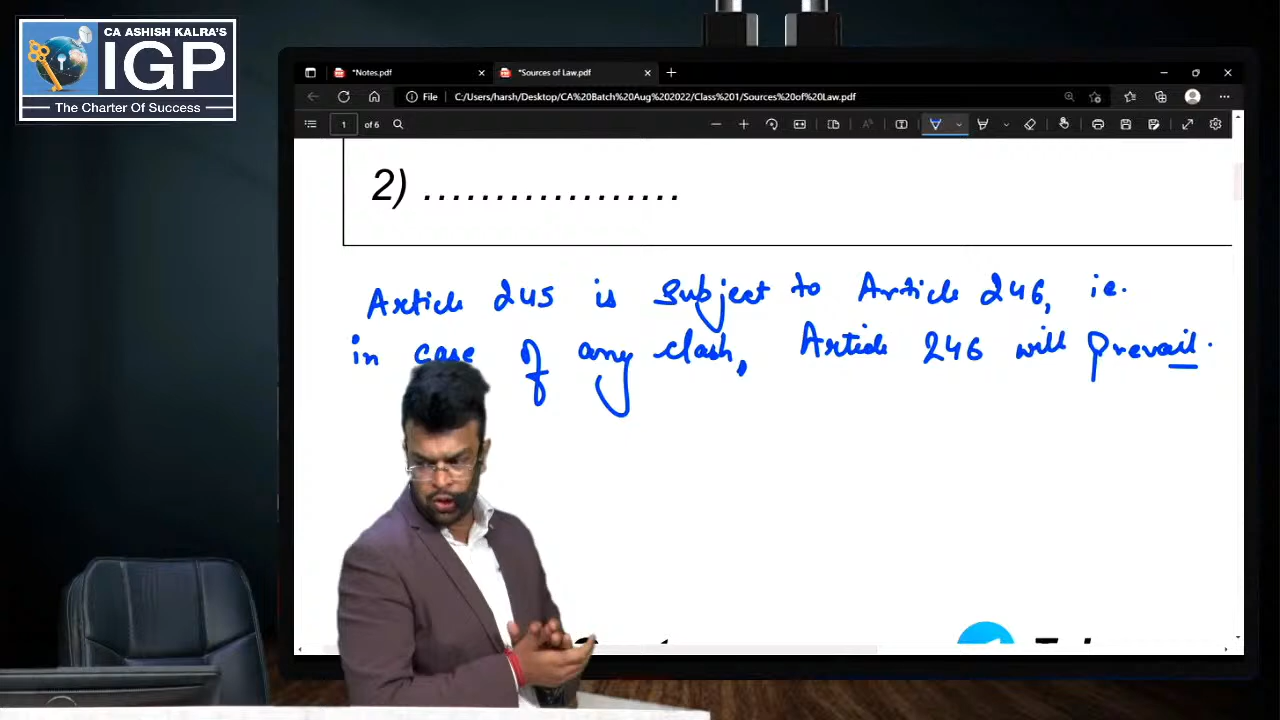 CA ASHISH KALRA'S
IGP
The Charter Of Success
*Notes.pdf
*Sources of Law.pdf
File C:/Users/harsh/Desktop/CA%20Batch%20Aug%202022/Class%201/Sources%20of%20Law.pdf
1 of 6
2) ..................
Article 245 is subject to Article 246, i.e.
in case of any clash, Article 246 will prevail.